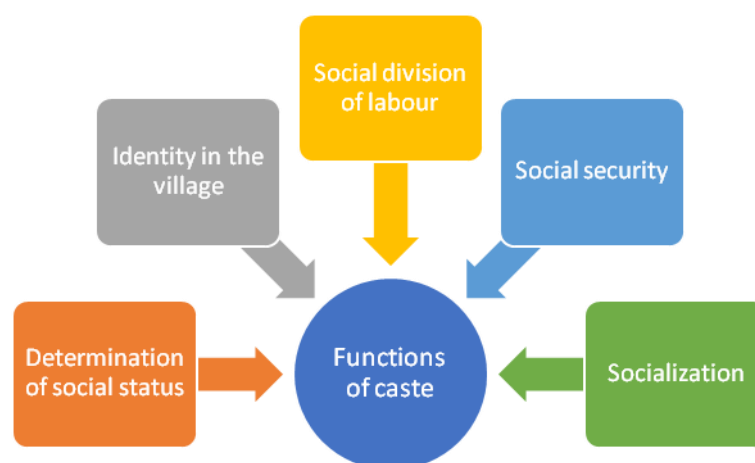 Social division
of labour
Identity in the
village
Social security
Determination
of social status
Functions
of caste
Socialization